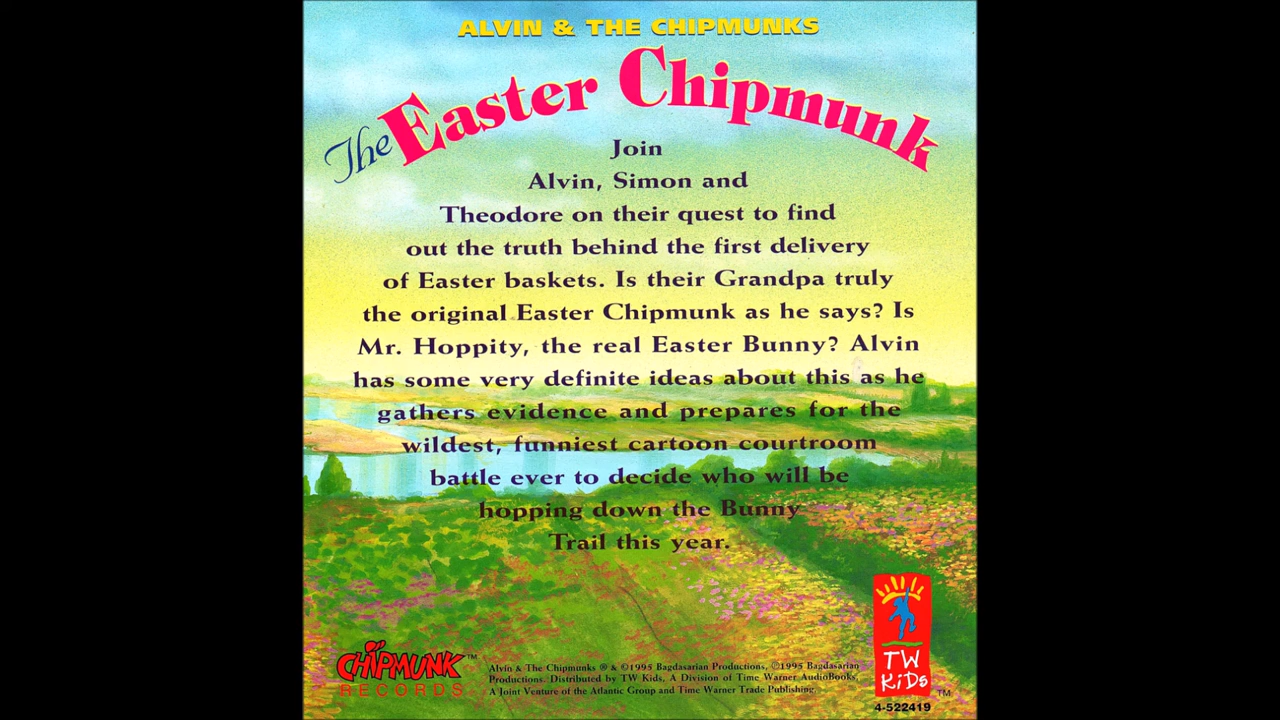 ALVIN & THE CHIPMUNKS
The Easter Chipmunk
Join
Alvin, Simon and
Theodore on their quest to find
out the truth behind the first delivery
of Easter baskets. Is their Grandpa truly
the original Easter Chipmunk as he says? Is
Mr. Hoppity, the real Easter Bunny? Alvin
has some very definite ideas about this as he
gathers evidence and prepares for the
wildest, funniest cartoon courtroom
battle ever to decide who will be
hopping down the Bunny
Trail this year.
CHIPMUNK™
RECORDS
Alvin & The Chipmunks ® & ©1995 Bagdasarian Productions, ©1995 Bagdasarian
Productions. Distributed by TW Kids, A Division of Time Warner AudioBooks,
A Joint Venture of the Atlantic Group and Time Warner Trade Publishing.
TW
KiDS
TM
4-522419